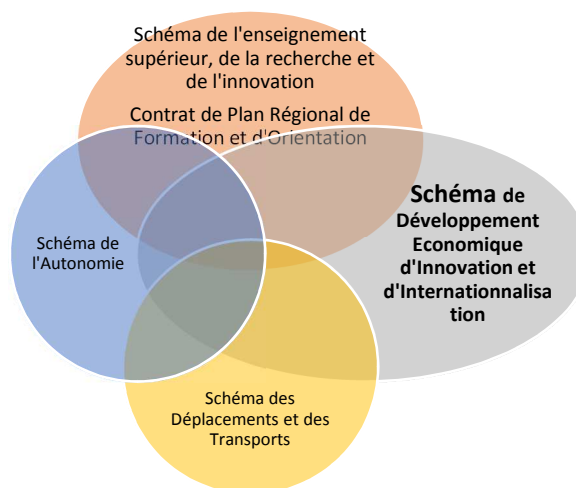 Schéma de l'enseignement
supérieur, de la recherche et
de l'innovation
Contrat de Plan Régional de
Formation et d'Orientation
Schéma de
Développement
Economique
d'Innovation et
d'Internationnalisa
tion
Schéma de
l'Autonomie
Schéma des
Déplacements et des
Transports